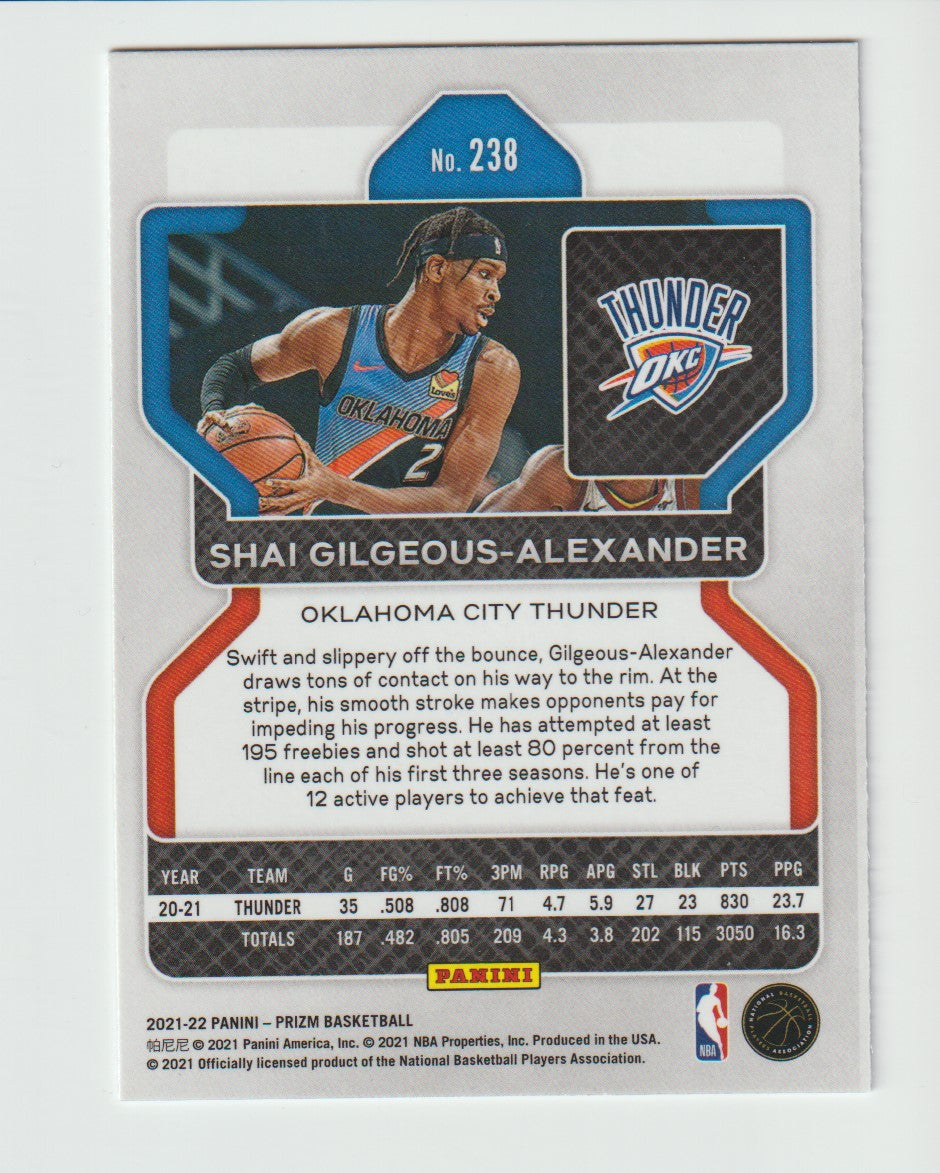 No. 238
THUNDER
OKC
Love's
OKLAHOMA
2
SHAI GILGEOUS-ALEXANDER
OKLAHOMA CITY THUNDER
Swift and slippery off the bounce, Gilgeous-Alexander
draws tons of contact on his way to the rim. At the
stripe, his smooth stroke makes opponents pay for
impeding his progress. He has attempted at least
195 freebies and shot at least 80 percent from the
line each of his first three seasons. He's one of
12 active players to achieve that feat.
YEAR TEAM G FG% FT% 3PM RPG APG STL BLK PTS PPG
20-21 THUNDER 35 .508 .808 71 4.7 5.9 27 23 830 23.7
TOTALS 187 .482 .805 209 4.3 3.8 202 115 3050 16.3
PANINI
2021-22 PANINI – PRIZM BASKETBALL
帕尼尼 © 2021 Panini America, Inc. © 2021 NBA Properties, Inc. Produced in the USA.
© 2021 Officially licensed product of the National Basketball Players Association.
NBA
NATIONAL BASKETBALL
PLAYERS ASSOCIATION